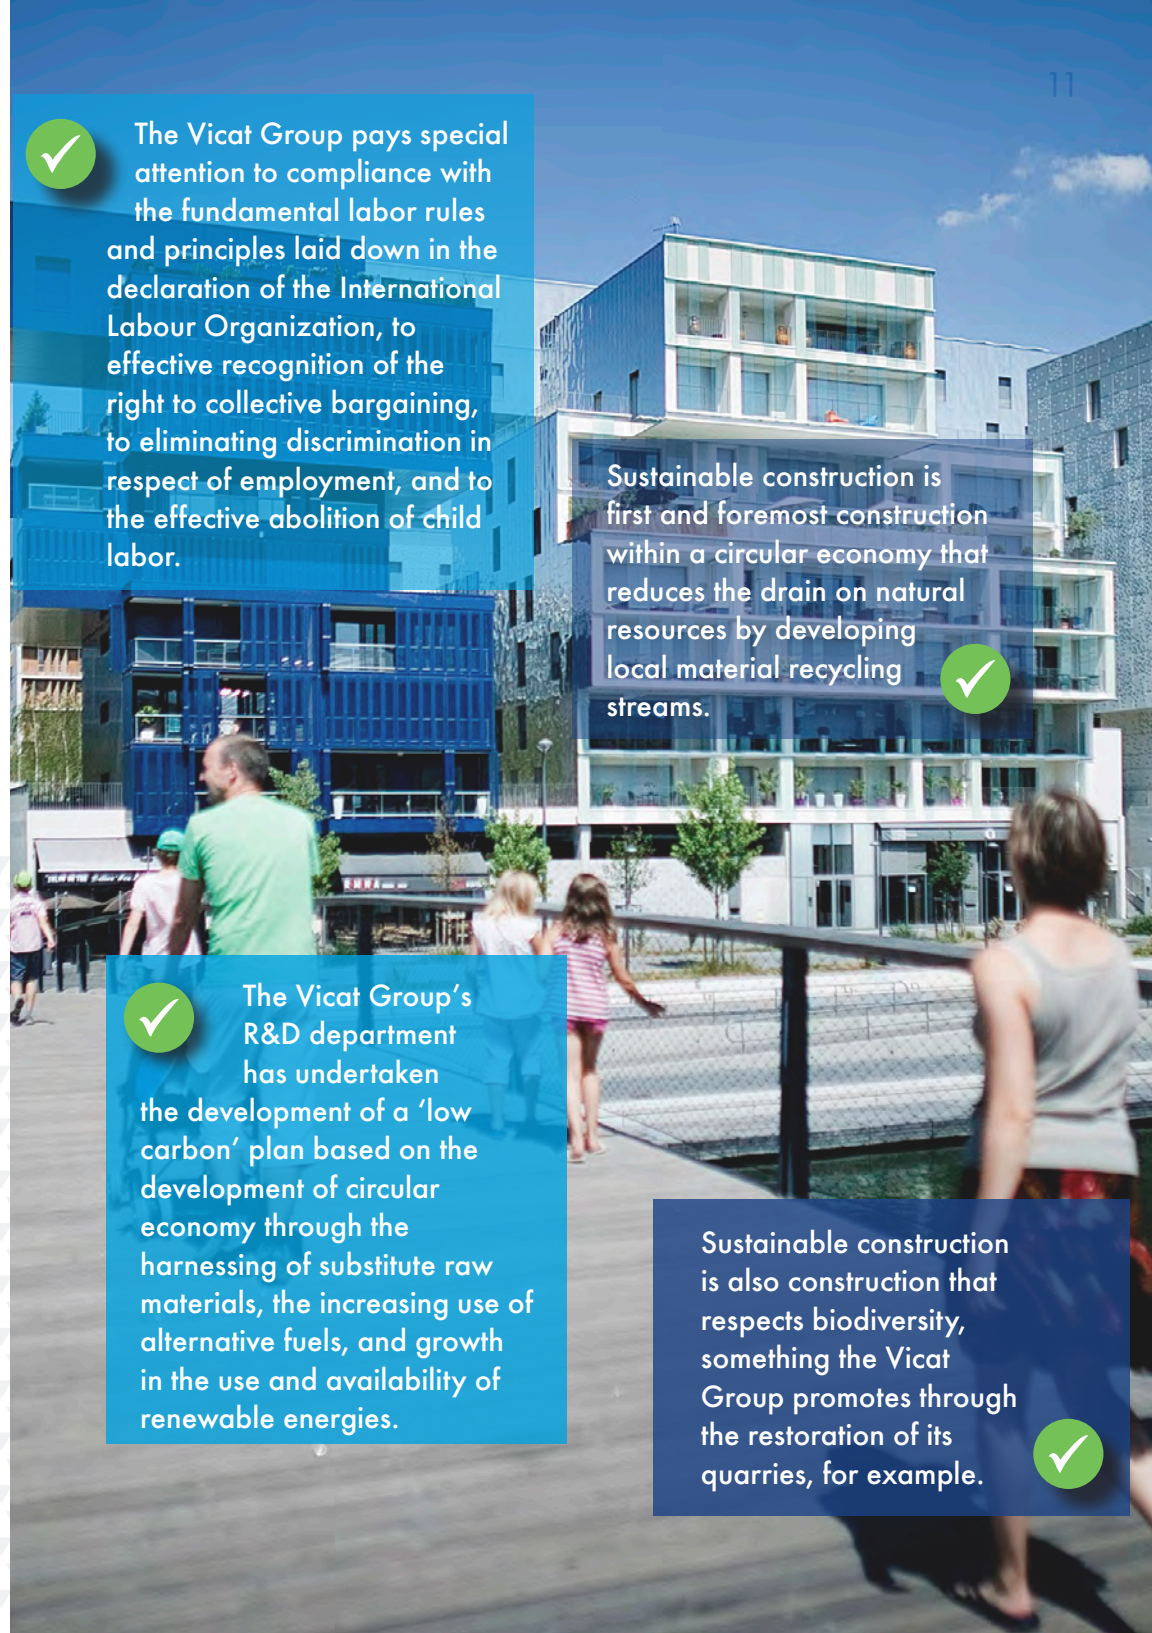 11
The Vicat Group pays special
attention to compliance with
the fundamental labor rules
and principles laid down in the
declaration of the International
Labour Organization, to
effective recognition of the
right to collective bargaining,
to eliminating discrimination in
respect of employment, and to
the effective abolition of child
labor.
Sustainable construction is
first and foremost construction
within a circular economy that
reduces the drain on natural
resources by developing
local material recycling
streams.
The Vicat Group’s
R&D department
has undertaken
the development of a ‘low
carbon’ plan based on the
development of circular
economy through the
harnessing of substitute raw
materials, the increasing use of
alternative fuels, and growth
in the use and availability of
renewable energies.
Sustainable construction
is also construction that
respects biodiversity,
something the Vicat
Group promotes through
the restoration of its
quarries, for example.